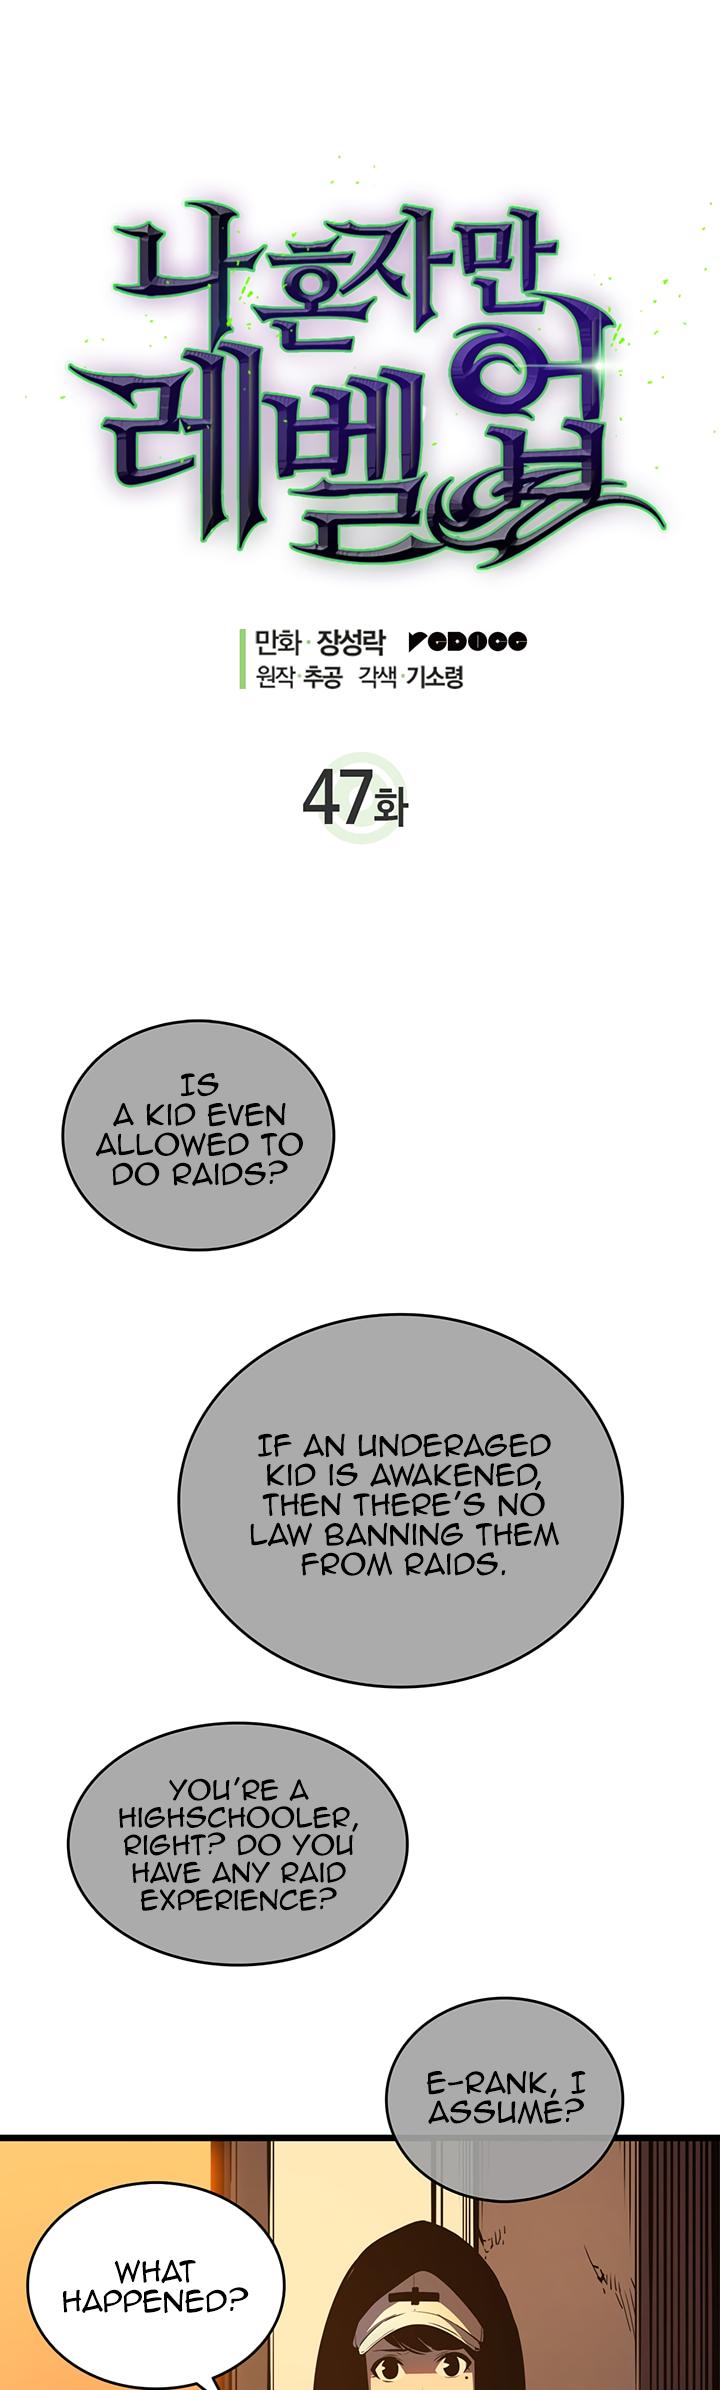 나 혼자만
레벨업
만화·장성락 REDICE
원작·추공 각색·기소령
47화
IS
A KID EVEN
ALLOWED TO
DO RAIDS?
IF AN UNDERAGED
KID IS AWAKENED,
THEN THERE'S NO
LAW BANNING THEM
FROM RAIDS.
YOU'RE A
HIGHSCHOOLER,
RIGHT? DO YOU
HAVE ANY RAID
EXPERIENCE?
E-RANK, I
ASSUME?
WHAT
HAPPENED?